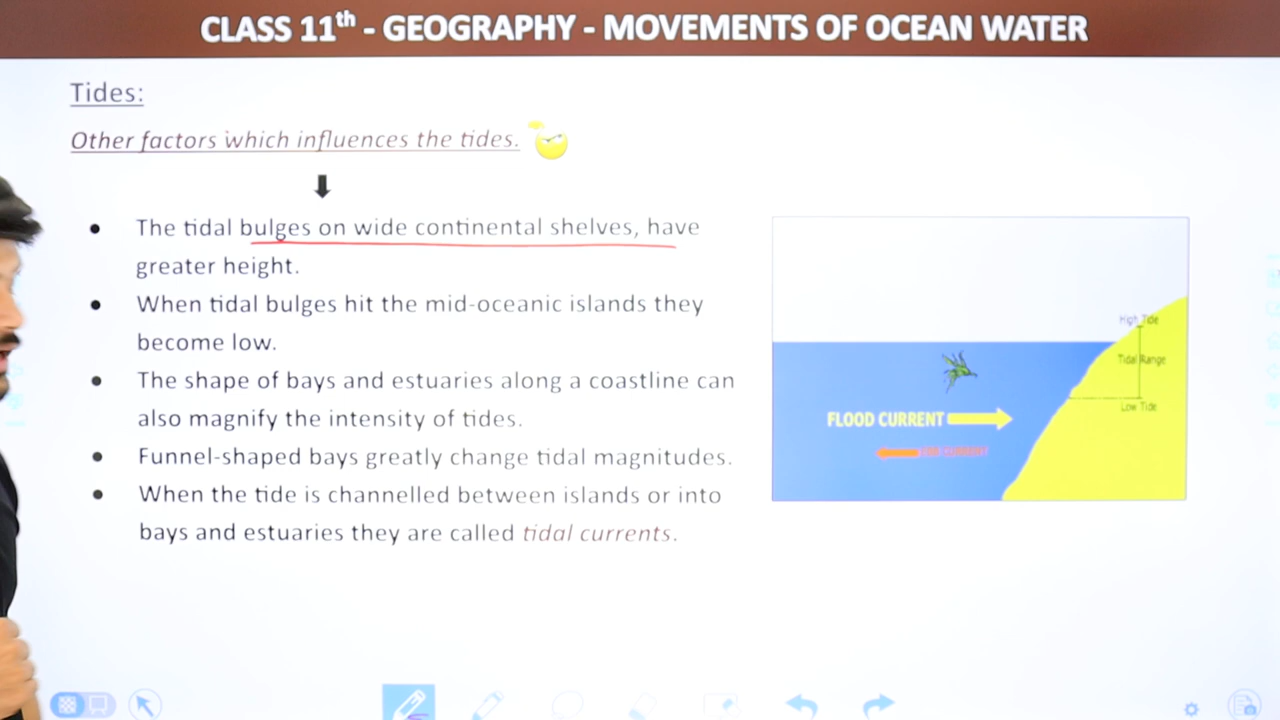 CLASS 11th - GEOGRAPHY - MOVEMENTS OF OCEAN WATER
Tides:
Other factors which influences the tides.
The tidal bulges on wide continental shelves, have
greater height.
When tidal bulges hit the mid-oceanic islands they
become low.
The shape of bays and estuaries along a coastline can
also magnify the intensity of tides.
Funnel-shaped bays greatly change tidal magnitudes.
When the tide is channelled between islands or into
bays and estuaries they are called tidal currents.
High Tide
Tidal Range
Low Tide
FLOOD CURRENT
CURRENT